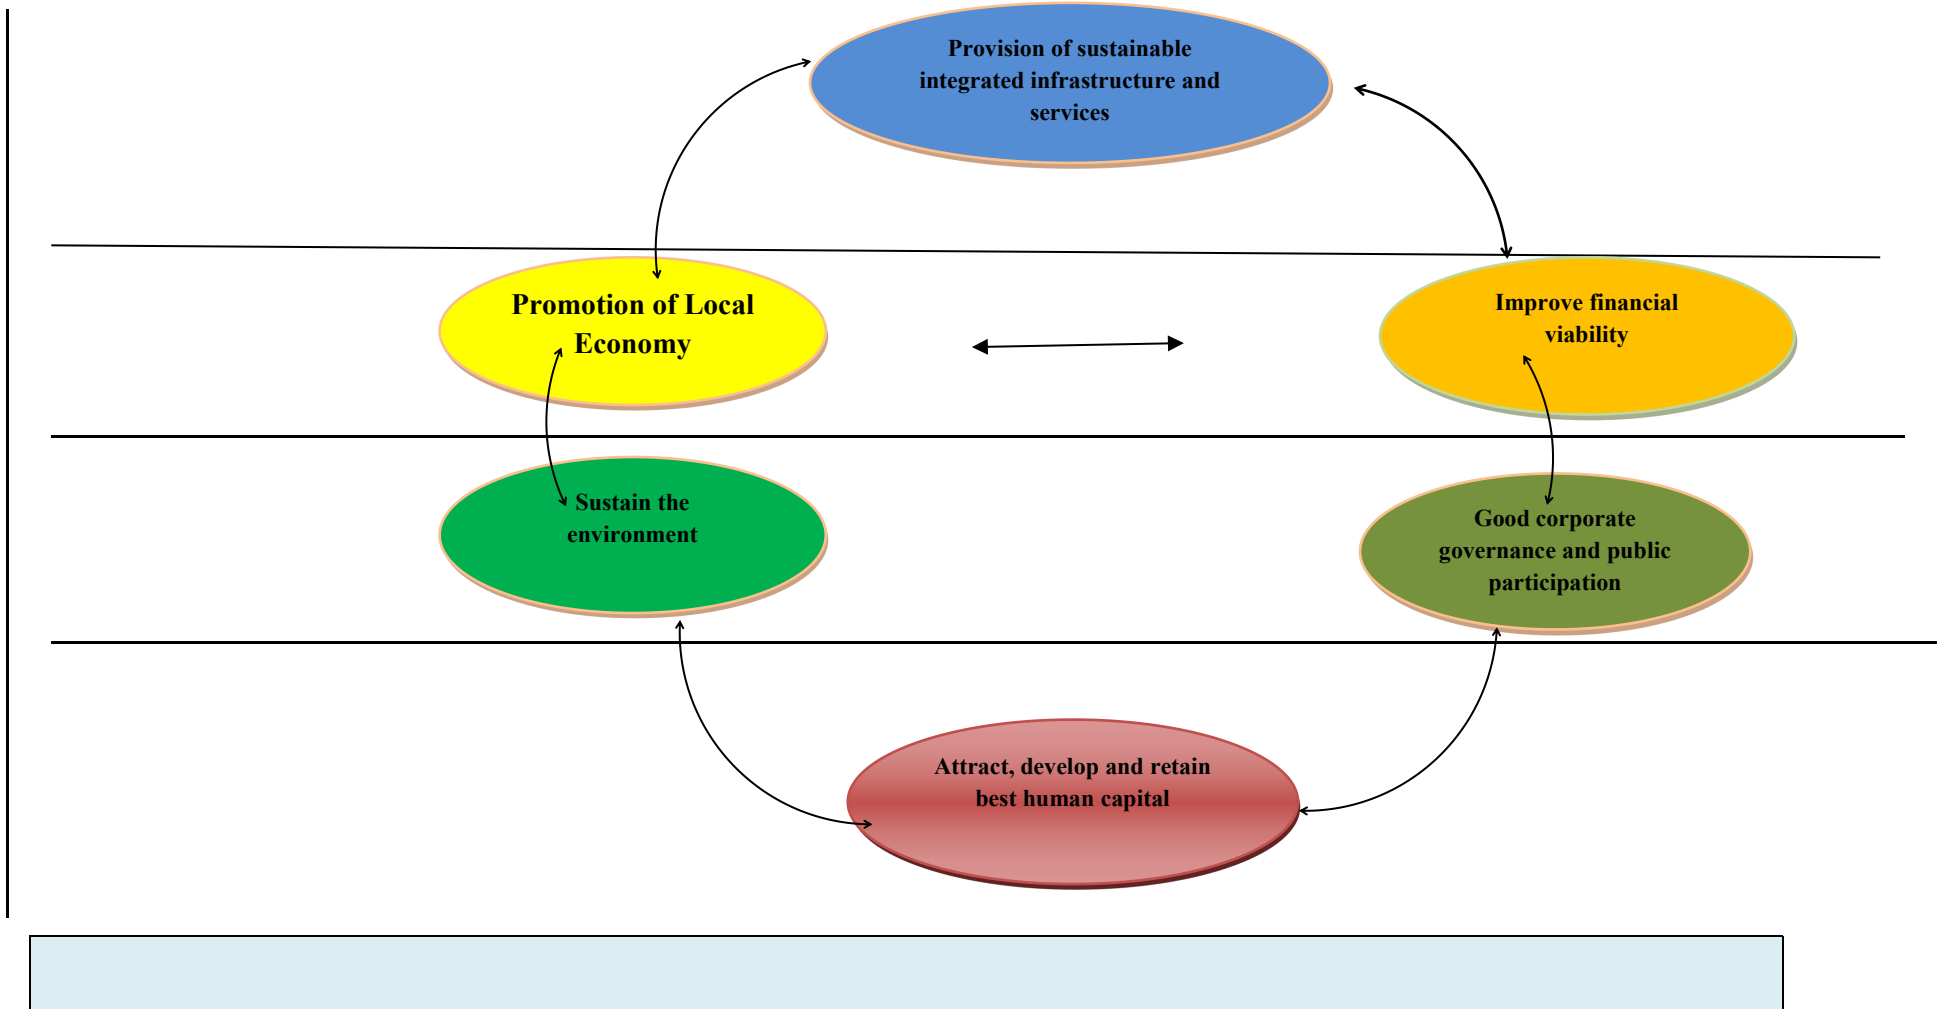 Provision of sustainable
integrated infrastructure and
services
Promotion of Local
Economy
Improve financial
viability
Sustain the
environment
Good corporate
governance and public
participation
Attract, develop and retain
best human capital